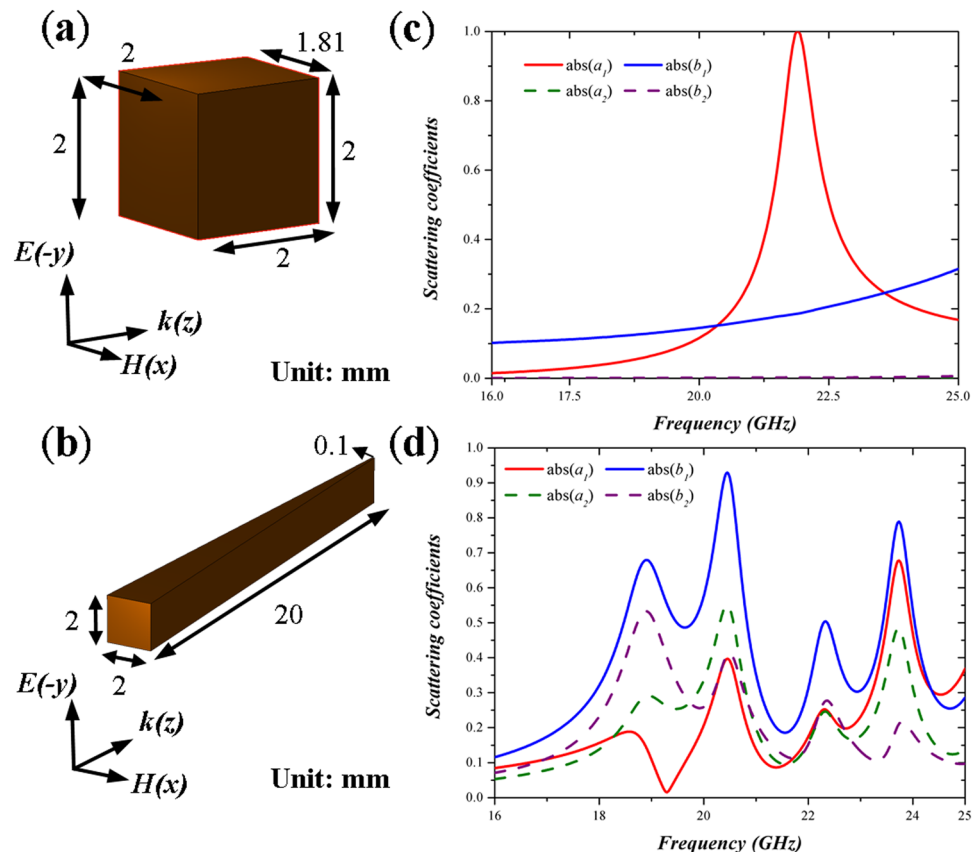 (a)
2
1.81
2
2
2
E(-y)
k(z)
H(x)
Unit: mm
(b)
0.1
2
2
20
E(-y)
k(z)
H(x)
Unit: mm
(c)
Scattering coefficients
1.0
0.8
0.6
0.4
0.2
0.0
abs(a1) abs(b1)
abs(a2) abs(b2)
16.0 17.5 20.0 22.5 25.0
Frequency (GHz)
(d)
Scattering coefficients
1.0
0.9
0.8
0.7
0.6
0.5
0.4
0.3
0.2
0.1
0.0
abs(a1) abs(b1)
abs(a2) abs(b2)
16 18 20 22 24 25
Frequency (GHz)